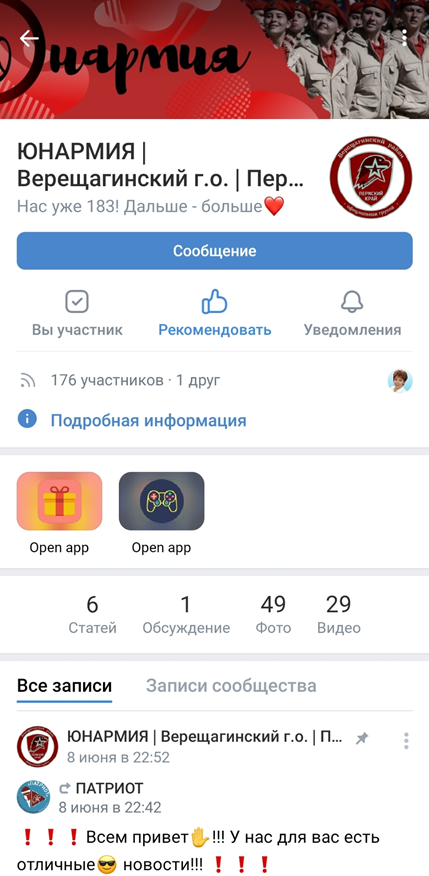 Юнармия
ЮНАРМИЯ |
Верещагинский г.о. | Пер...
Нас уже 183! Дальше - больше❤️
Верещагинский район
ПЕРМСКИЙ
КРАЙ
официальная группа
Сообщение
Вы участник
Рекомендовать
Уведомления
176 участников · 1 друг
Подробная информация
Open app
Open app
6
1
49
29
Статей
Обсуждение
Фото
Видео
Все записи
Записи сообщества
ЮНАРМИЯ | Верещагинский г.о. | П...
8 июня в 22:52
ПАТРИОТ
8 июня в 22:42
❗❗❗Всем привет✋!!! У нас для вас есть
отличные😎 новости!!! ❗❗❗